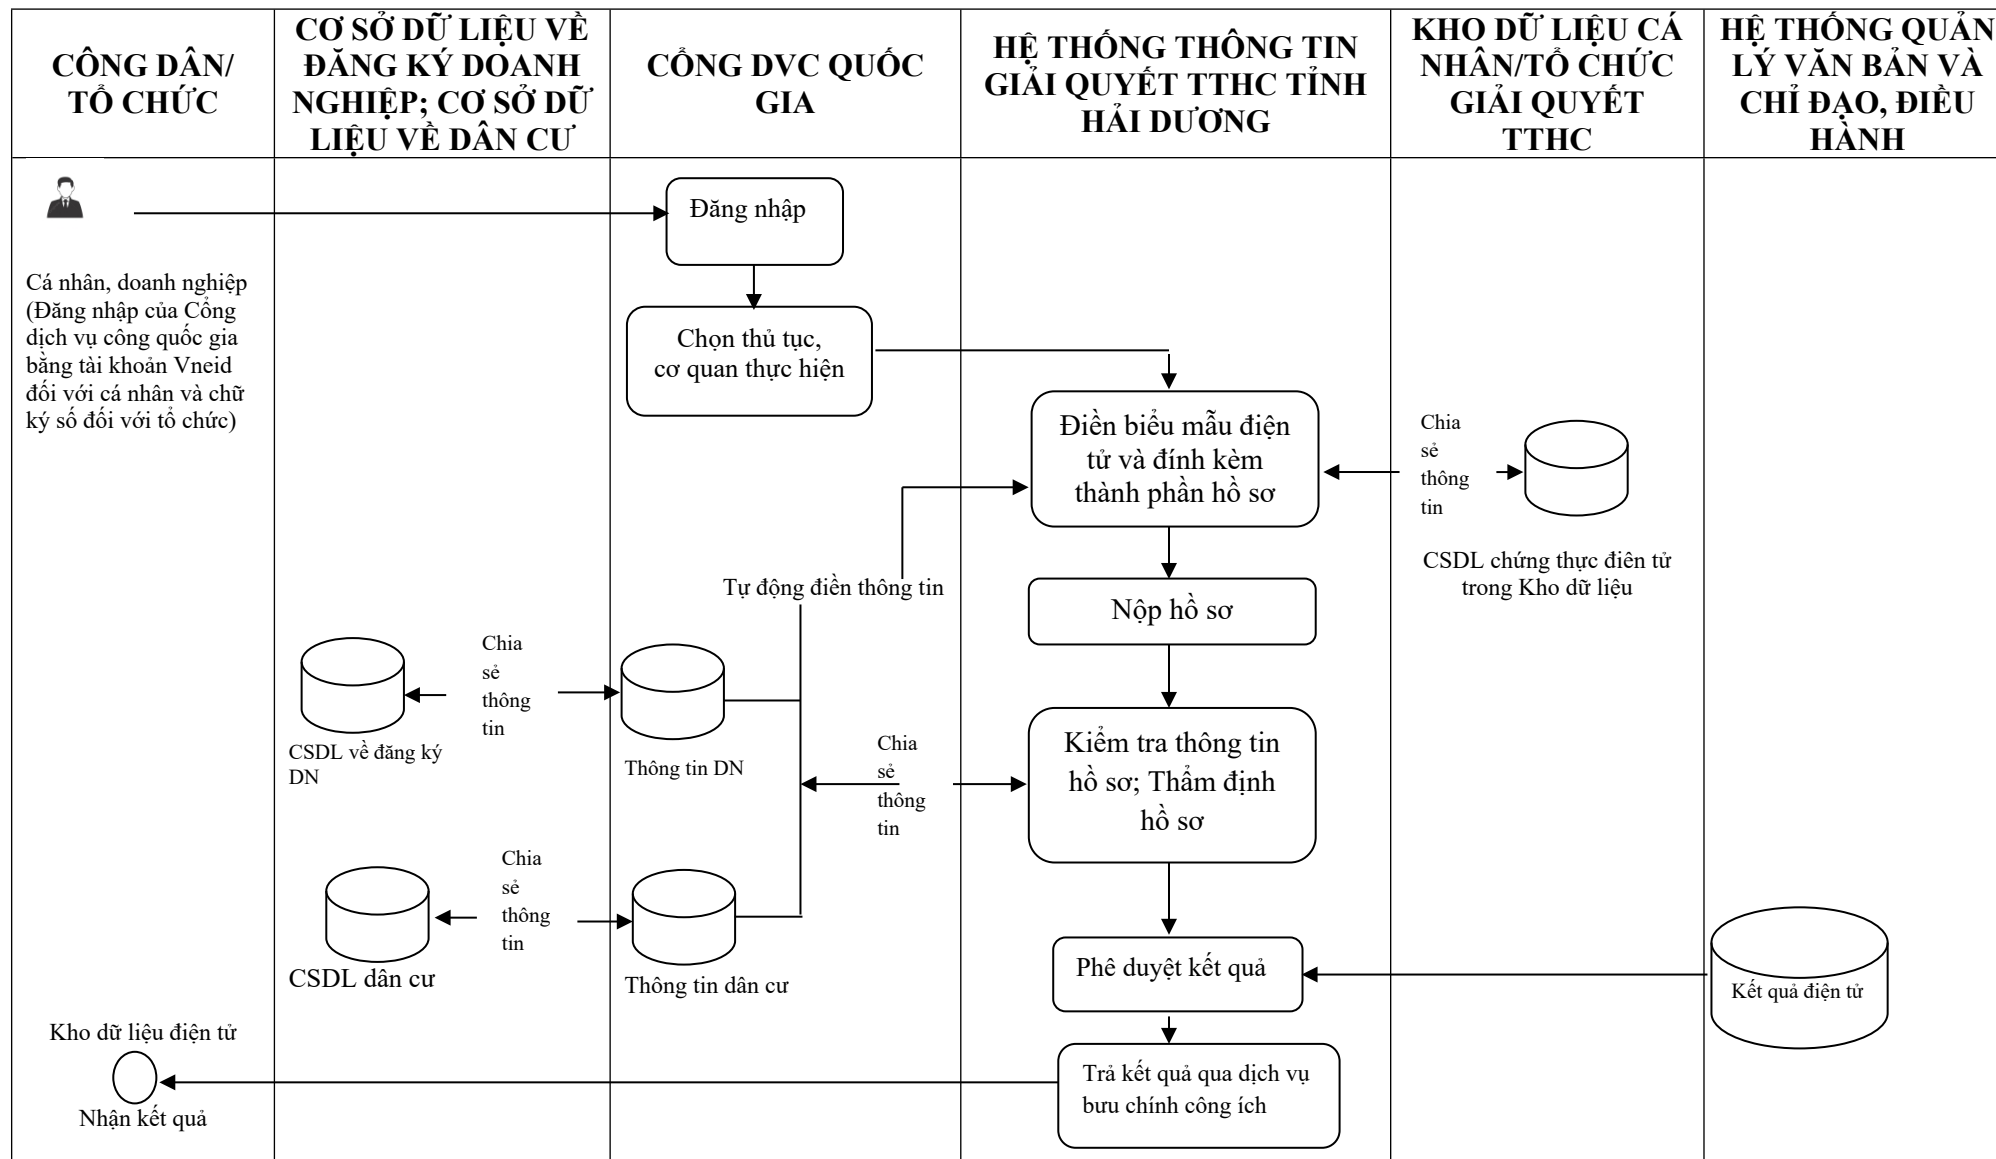 CÔNG DÂN/
TỔ CHỨC
CƠ SỞ DỮ LIỆU VỀ
ĐĂNG KÝ DOANH
NGHIỆP; CƠ SỞ DỮ
LIỆU VỀ DÂN CƯ
CỔNG DVC QUỐC
GIA
HỆ THỐNG THÔNG TIN
GIẢI QUYẾT TTHC TỈNH
HẢI DƯƠNG
KHO DỮ LIỆU CÁ
NHÂN/TỔ CHỨC
GIẢI QUYẾT
TTHC
HỆ THỐNG QUẢN
LÝ VĂN BẢN VÀ
CHỈ ĐẠO, ĐIỀU
HÀNH
Cá nhân, doanh nghiệp
(Đăng nhập của Cổng
dịch vụ công quốc gia
bằng tài khoản Vneid
đối với cá nhân và chữ
ký số đối với tổ chức)
Đăng nhập
Chọn thủ tục,
cơ quan thực hiện
Điền biểu mẫu điện
tử và đính kèm
thành phần hồ sơ
Chia
sẻ
thông
tin
CSDL chứng thực điên tử
trong Kho dữ liệu
Tự động điền thông tin
Nộp hồ sơ
Chia
sẻ
thông
tin
CSDL về đăng ký
DN
Thông tin DN
Chia
sẻ
thông
tin
Kiểm tra thông tin
hồ sơ; Thẩm định
hồ sơ
Chia
sẻ
thông
tin
CSDL dân cư
Thông tin dân cư
Phê duyệt kết quả
Kết quả điện tử
Kho dữ liệu điện tử
Nhận kết quả
Trả kết quả qua dịch vụ
bưu chính công ích